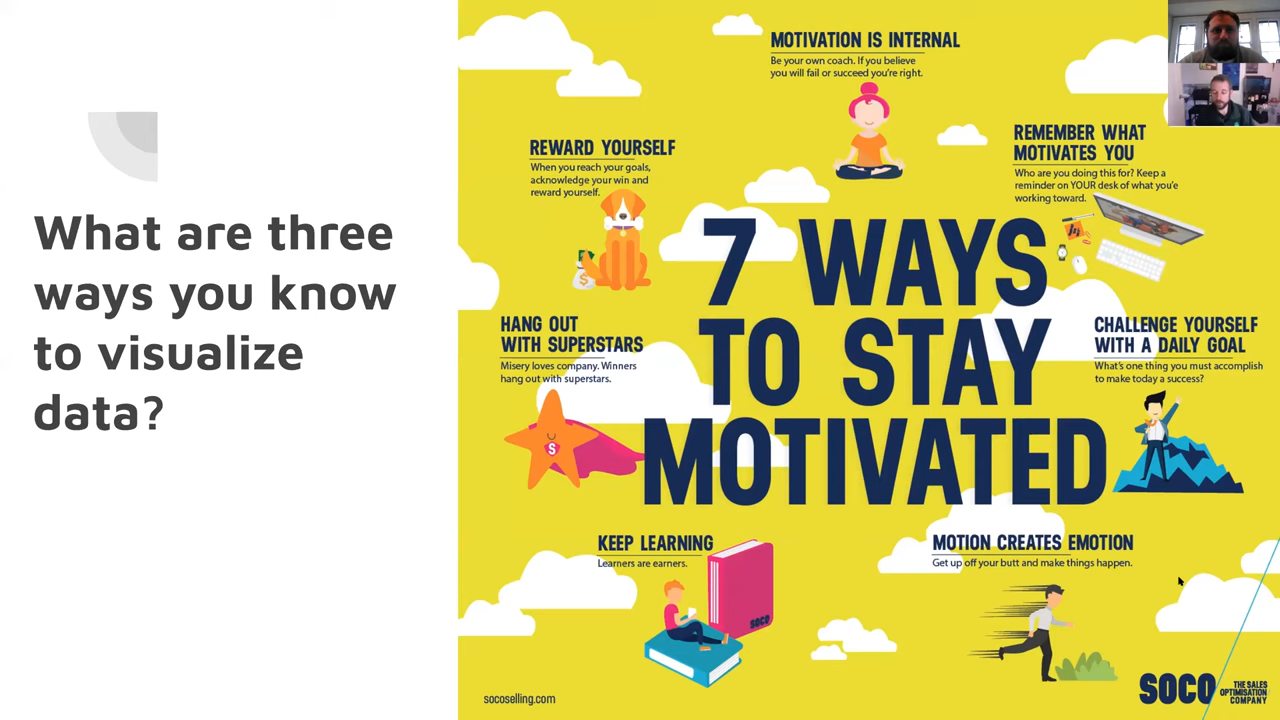 What are three
ways you know
to visualize
data?
MOTIVATION IS INTERNAL
Be your own coach. If you believe
you will fail or succeed you're right.
REMEMBER WHAT
MOTIVATES YOU
Who are you doing this for? Keep a
reminder on YOUR desk of what you're
working toward.
REWARD YOURSELF
When you reach your goals,
acknowledge your win and
reward yourself.
$
7 WAYS
TO STAY
MOTIVATED
HANG OUT
WITH SUPERSTARS
Misery loves company. Winners
hang out with superstars.
S
CHALLENGE YOURSELF
WITH A DAILY GOAL
What's one thing you must accomplish
to make today a success?
KEEP LEARNING
Learners are earners.
SOCO
MOTION CREATES EMOTION
Get up off your butt and make things happen.
socoselling.com
SOCO
THE SALES
OPTIMISATION
COMPANY